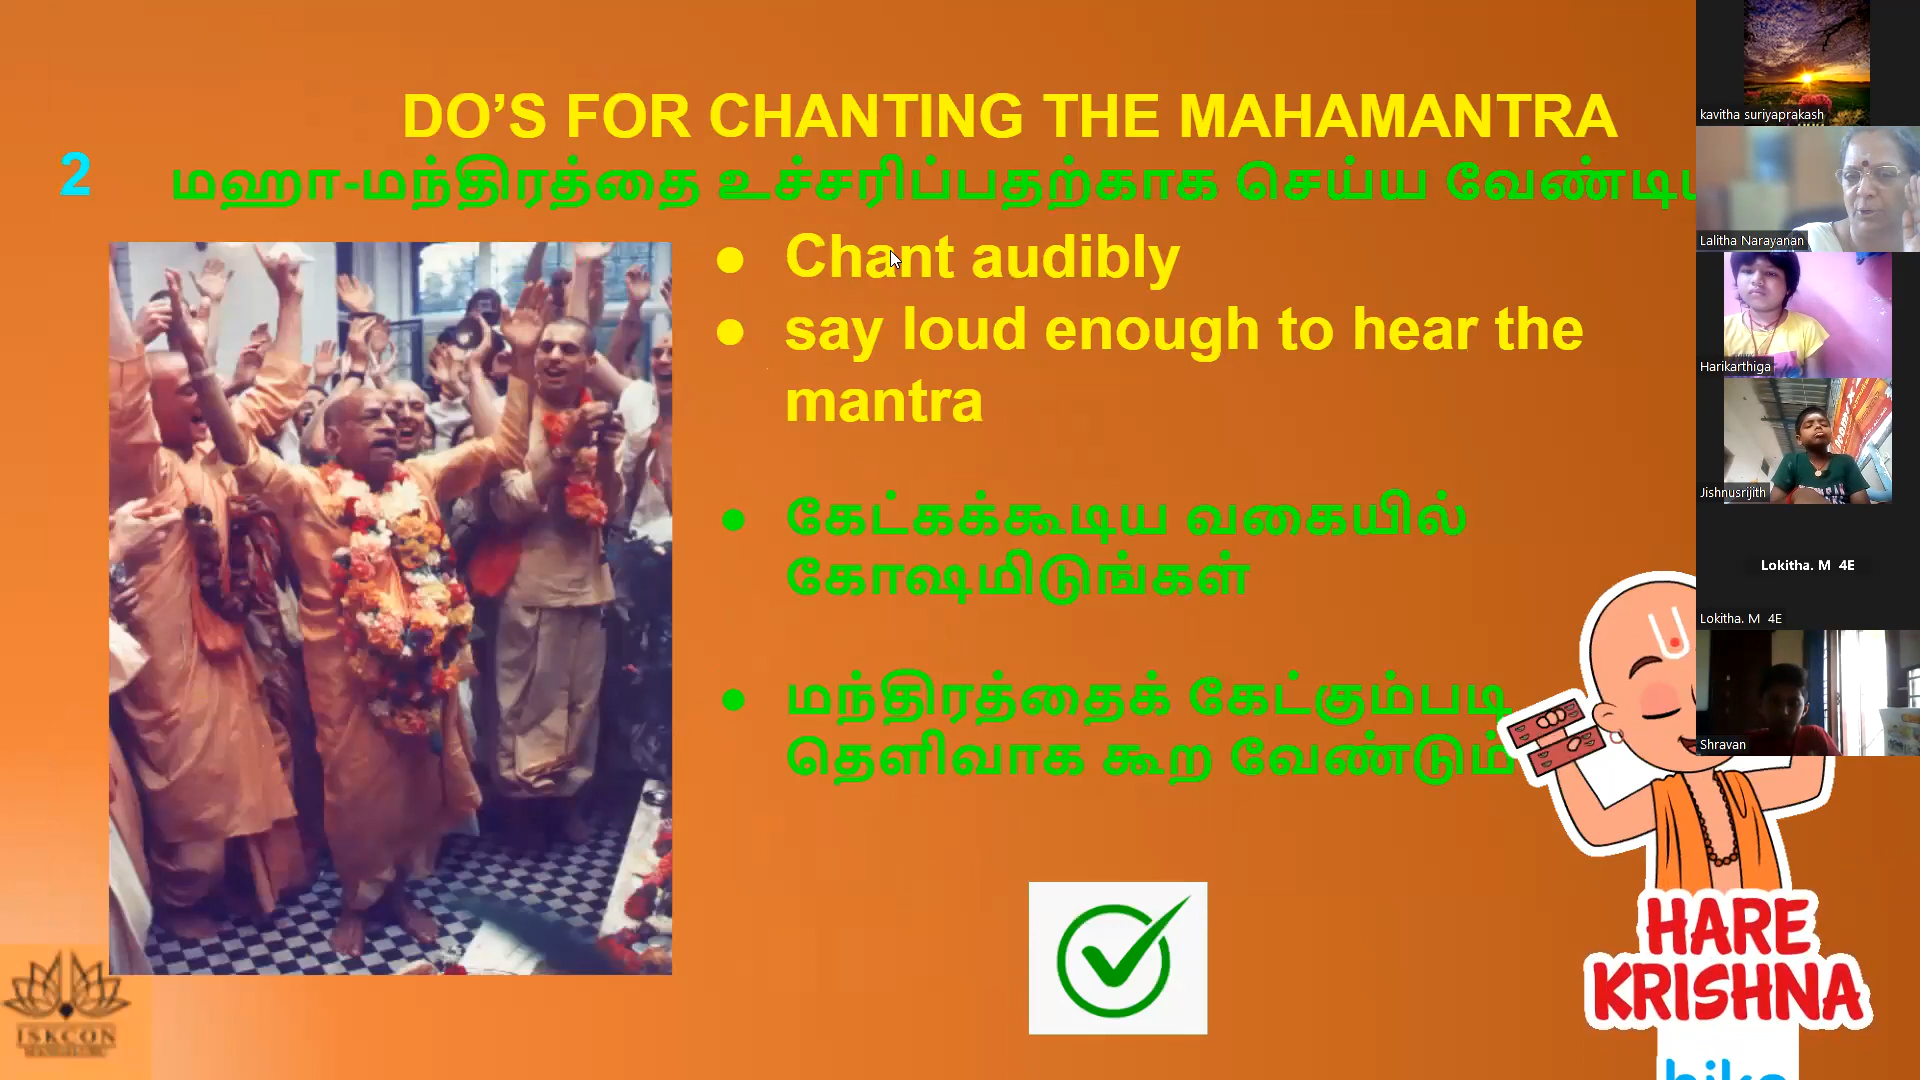 DO’S FOR CHANTING THE MAHAMANTRA
2
மஹா-மந்திரத்தை உச்சரிப்பதற்காக செய்ய
• Chant audibly
• say loud enough to hear the
mantra
• கேட்கக்கூடிய வகையில்
கோஷமிடுங்கள்
• மந்திரத்தைக் கேட்கும்படி
தெளிவாக கூற வேண்டும்
HARE
KRISHNA
ISKCON
kavitha suriyaprakash
Lalitha Narayanan
Harikarthiga
Jishnusrijith
Lokitha. M 4E
Lokitha. M 4E
Shravan